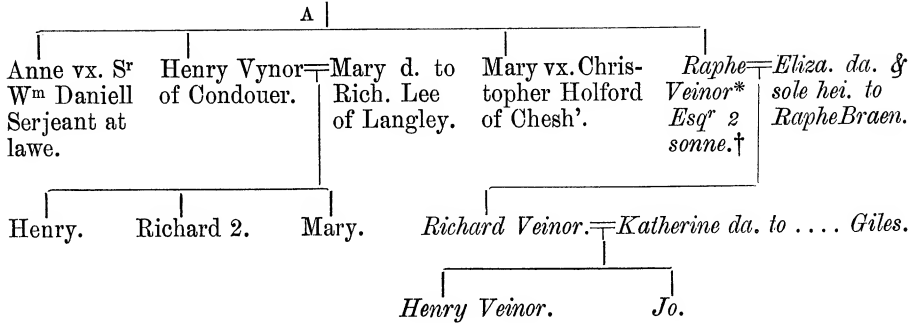 A
Anne vx. Sr Henry Vynor Mary d. to Mary vx. Chris- Raphe Eliza. da. &
Wm Daniell of Condouer. Rich. Lee topher Holford Veinor* sole hei. to
Serjeant at of Langley. of Chesh'. Esqr 2 Raphe Braen.
lawe. sonne.†
Henry. Richard 2. Mary. Richard Veinor. Katherine da. to .... Giles.
Henry Veinor. Jo.